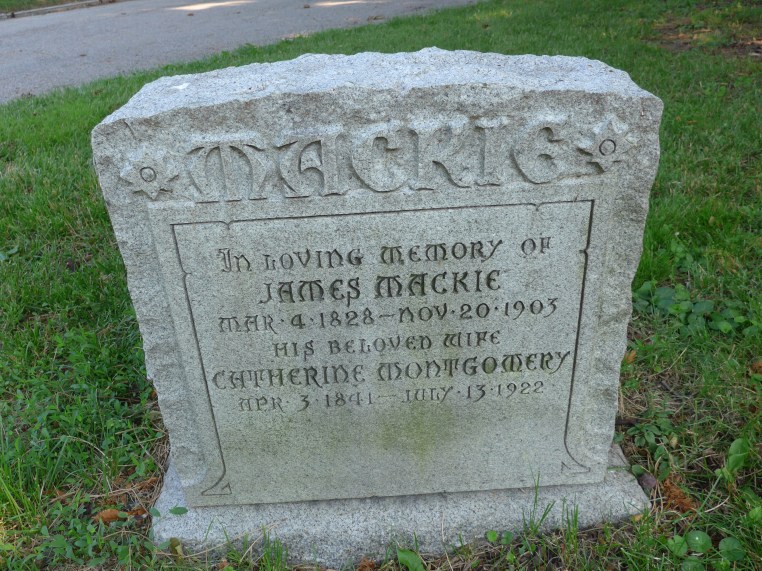 MACKIE
IN LOVING MEMORY OF
JAMES MACKIE
MAR·4·1828–NOV·20·1903
HIS BELOVED WIFE
CATHERINE MONTGOMERY
APR·3·1841–JULY·13·1922